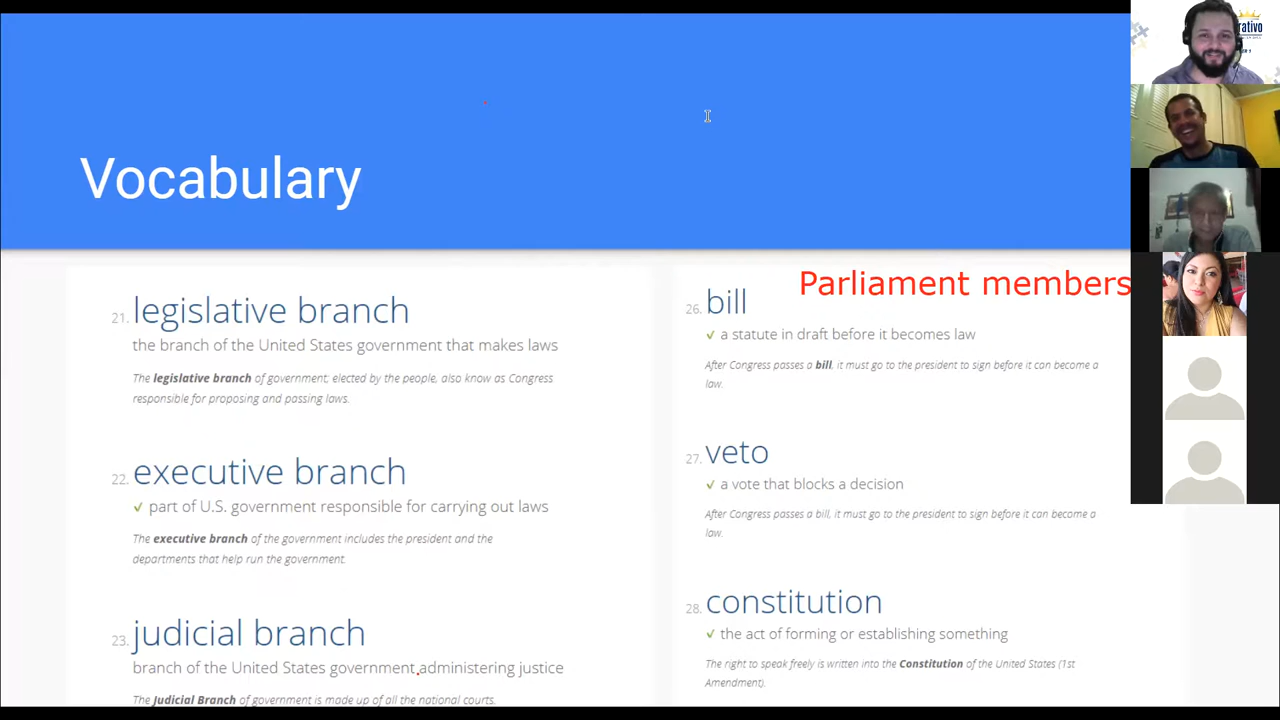 Vocabulary
21. legislative branch
the branch of the United States government that makes laws
The legislative branch of government; elected by the people, also know as Congress
responsible for proposing and passing laws.
22. executive branch
✓ part of U.S. government responsible for carrying out laws
The executive branch of the government includes the president and the
departments that help run the government.
23. judicial branch
branch of the United States government administering justice
The Judicial Branch of government is made up of all the national courts.
Parliament members
26. bill
✓ a statute in draft before it becomes law
After Congress passes a bill, it must go to the president to sign before it can become a
law.
27. veto
✓ a vote that blocks a decision
After Congress passes a bill, it must go to the president to sign before it can become a
law.
28. constitution
✓ the act of forming or establishing something
The right to speak freely is written into the Constitution of the United States (1st
Amendment).